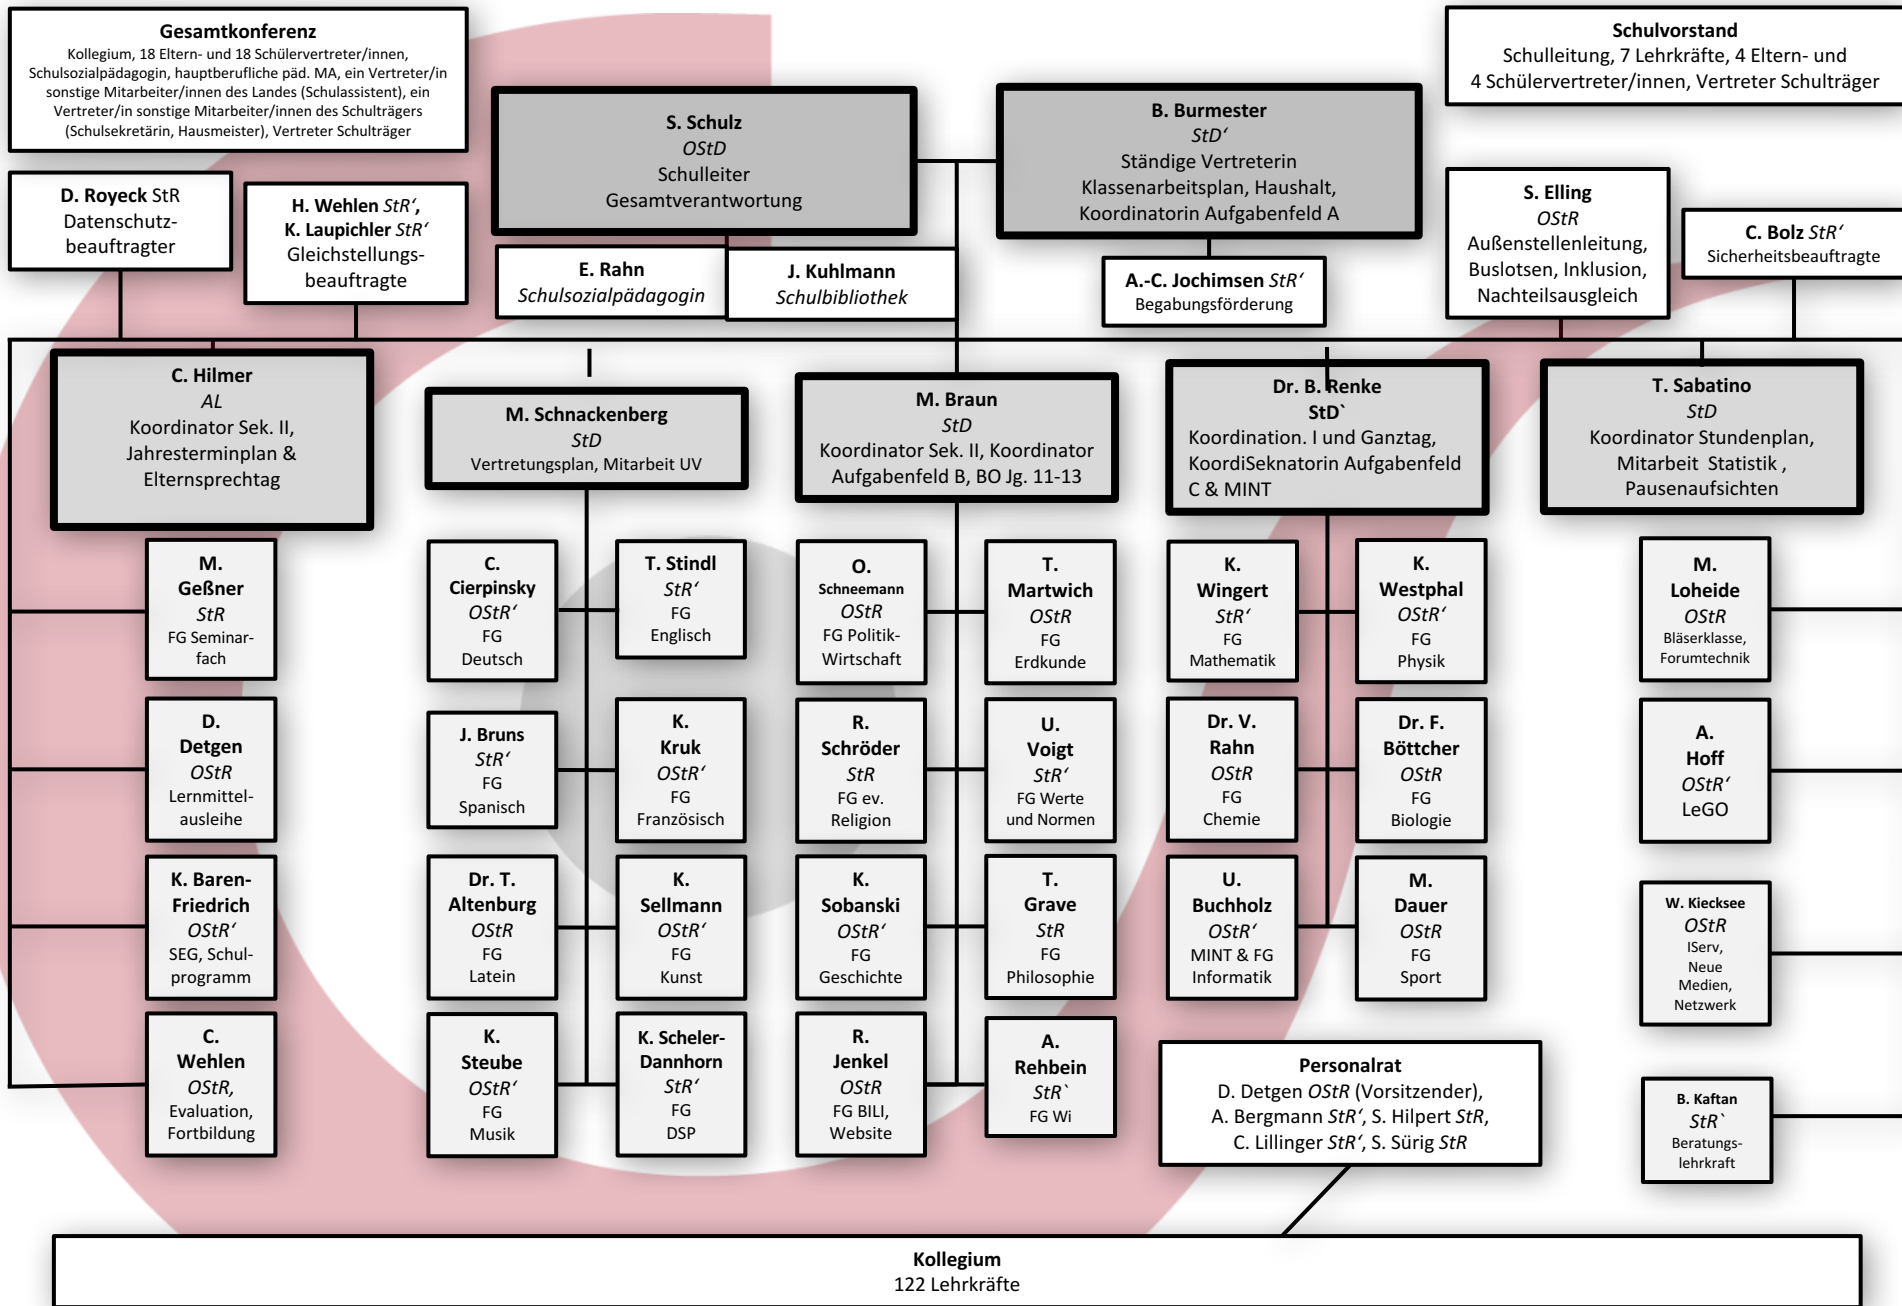 Gesamtkonferenz
Kollegium, 18 Eltern- und 18 Schülervertreter/innen,
Schulsozialpädagogin, hauptberufliche päd. MA, ein Vertreter/in
sonstige Mitarbeiter/innen des Landes (Schulassistent), ein
Vertreter/in sonstige Mitarbeiter/innen des Schulträgers
(Schulsekretärin, Hausmeister), Vertreter Schulträger
Schulvorstand
Schulleitung, 7 Lehrkräfte, 4 Eltern- und
4 Schülervertreter/innen, Vertreter Schulträger
S. Schulz
OStD
Schulleiter
Gesamtverantwortung
B. Burmester
StD‘
Ständige Vertreterin
Klassenarbeitsplan, Haushalt,
Koordinatorin Aufgabenfeld A
D. Royeck StR
Datenschutz-
beauftragter
H. Wehlen StR‘,
K. Laupichler StR‘
Gleichstellungs-
beauftragte
E. Rahn
Schulsozialpädagogin
J. Kuhlmann
Schulbibliothek
A.-C. Jochimsen StR‘
Begabungsförderung
S. Elling
OStR
Außenstellenleitung,
Buslotsen, Inklusion,
Nachteilsausgleich
C. Bolz StR‘
Sicherheitsbeauftragte
C. Hilmer
AL
Koordinator Sek. II,
Jahresterminplan &
Elternsprechtag
M. Schnackenberg
StD
Vertretungsplan, Mitarbeit UV
M. Braun
StD
Koordinator Sek. II, Koordinator
Aufgabenfeld B, BO Jg. 11-13
Dr. B. Renke
StD`
Koordination. I und Ganztag,
KoordiSeknatorin Aufgabenfeld
C & MINT
T. Sabatino
StD
Koordinator Stundenplan,
Mitarbeit Statistik ,
Pausenaufsichten
M.
Geßner
StR
FG Seminar-
fach
D.
Detgen
OStR
Lernmittel-
ausleihe
K. Baren-
Friedrich
OStR‘
SEG, Schul-
programm
C.
Wehlen
OStR,
Evaluation,
Fortbildung
C.
Cierpinsky
OStR‘
FG
Deutsch
T. Stindl
StR‘
FG
Englisch
J. Bruns
StR‘
FG
Spanisch
K.
Kruk
OStR‘
FG
Französisch
Dr. T.
Altenburg
OStR
FG
Latein
K.
Sellmann
OStR‘
FG
Kunst
K.
Steube
OStR‘
FG
Musik
K. Scheler-
Dannhorn
StR‘
FG
DSP
O.
Schneemann
OStR
FG Politik-
Wirtschaft
T.
Martwich
OStR
FG
Erdkunde
R.
Schröder
StR
FG ev.
Religion
U.
Voigt
StR‘
FG Werte
und Normen
K.
Sobanski
OStR‘
FG
Geschichte
T.
Grave
StR
FG
Philosophie
R.
Jenkel
OStR
FG BILI,
Website
A.
Rehbein
StR`
FG Wi
K.
Wingert
StR‘
FG
Mathematik
K.
Westphal
OStR‘
FG
Physik
Dr. V.
Rahn
OStR
FG
Chemie
Dr. F.
Böttcher
OStR
FG
Biologie
U.
Buchholz
OStR‘
MINT & FG
Informatik
M.
Dauer
OStR
FG
Sport
M.
Loheide
OStR
Bläserklasse,
Forumtechnik
A.
Hoff
OStR‘
LeGO
W. Kiecksee
OStR
IServ,
Neue
Medien,
Netzwerk
B. Kaftan
StR`
Beratungs-
lehrkraft
Personalrat
D. Detgen OStR (Vorsitzender),
A. Bergmann StR‘, S. Hilpert StR,
C. Lillinger StR‘, S. Sürig StR
Kollegium
122 Lehrkräfte